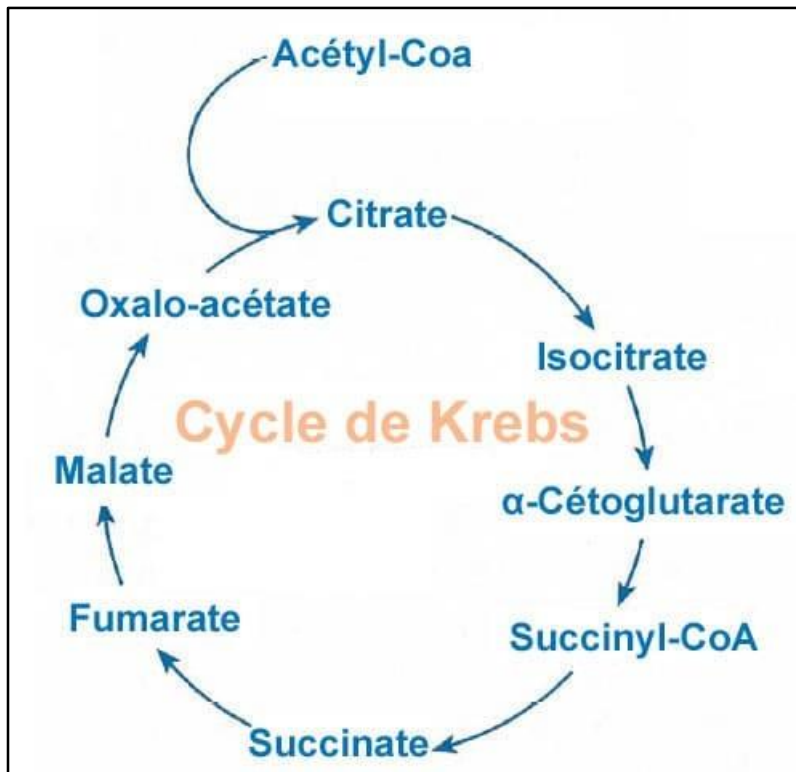 Acétyl-Coa
Citrate
Oxalo-acétate
Isocitrate
Cycle de Krebs
Malate
α-Cétoglutarate
Fumarate
Succinyl-CoA
Succinate